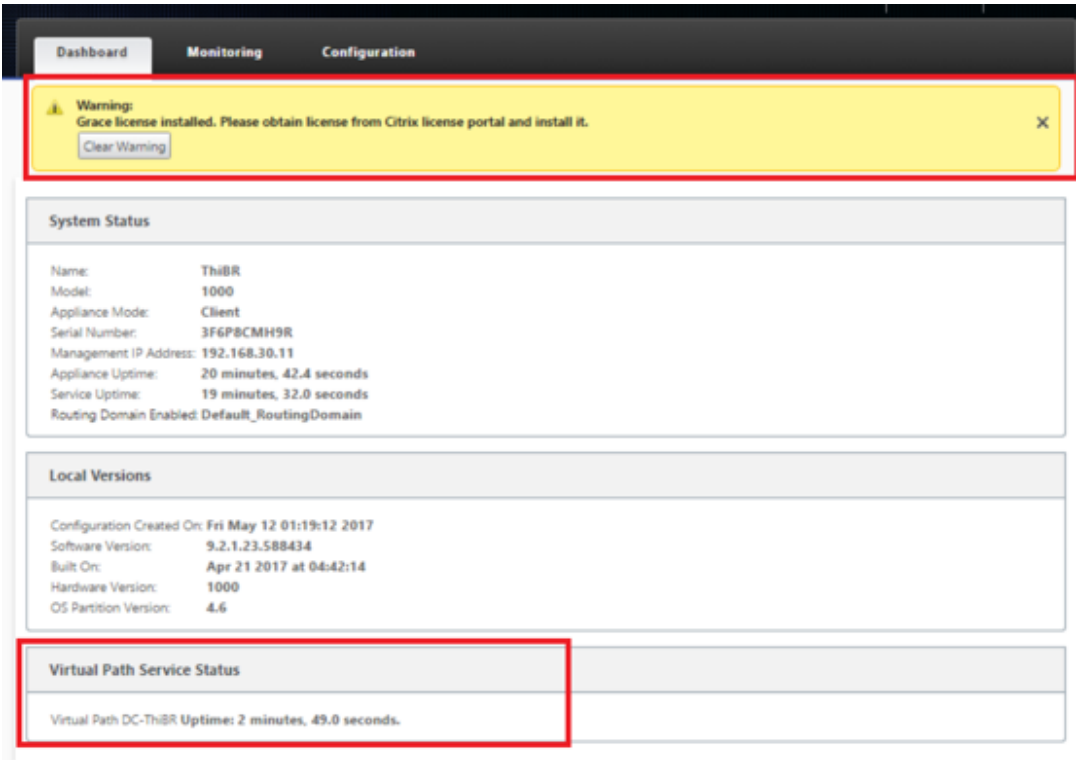 Dashboard Monitoring Configuration
Warning:
Grace license installed. Please obtain license from Citrix license portal and install it.
Clear Warning
System Status
Name: ThiBR
Model: 1000
Appliance Mode: Client
Serial Number: 3F6P8CMH9R
Management IP Address: 192.168.30.11
Appliance Uptime: 20 minutes, 42.4 seconds
Service Uptime: 19 minutes, 32.0 seconds
Routing Domain Enabled: Default_RoutingDomain
Local Versions
Configuration Created On: Fri May 12 01:19:12 2017
Software Version: 9.2.1.23.588434
Built On: Apr 21 2017 at 04:42:14
Hardware Version: 1000
OS Partition Version: 4.6
Virtual Path Service Status
Virtual Path DC-ThiBR Uptime: 2 minutes, 49.0 seconds.